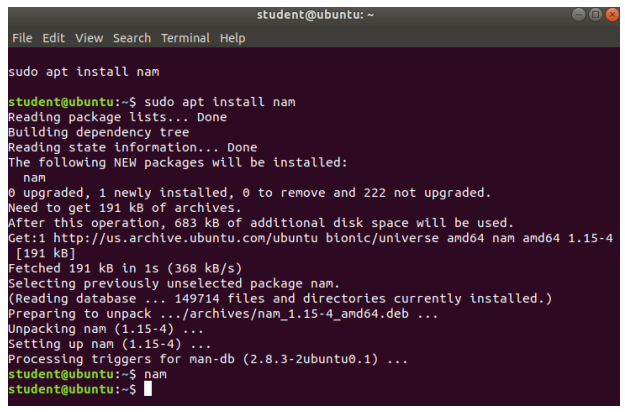 student@ubuntu: ~
File Edit View Search Terminal Help
sudo apt install nam
student@ubuntu:~$ sudo apt install nam
Reading package lists... Done
Building dependency tree
Reading state information... Done
The following NEW packages will be installed:
nam
0 upgraded, 1 newly installed, 0 to remove and 222 not upgraded.
Need to get 191 kB of archives.
After this operation, 683 kB of additional disk space will be used.
Get:1 http://us.archive.ubuntu.com/ubuntu bionic/universe amd64 nam amd64 1.15-4
[191 kB]
Fetched 191 kB in 1s (368 kB/s)
Selecting previously unselected package nam.
(Reading database ... 149714 files and directories currently installed.)
Preparing to unpack .../archives/nam_1.15-4_amd64.deb ...
Unpacking nam (1.15-4) ...
Setting up nam (1.15-4) ...
Processing triggers for man-db (2.8.3-2ubuntu0.1) ...
student@ubuntu:~$ nam
student@ubuntu:~$